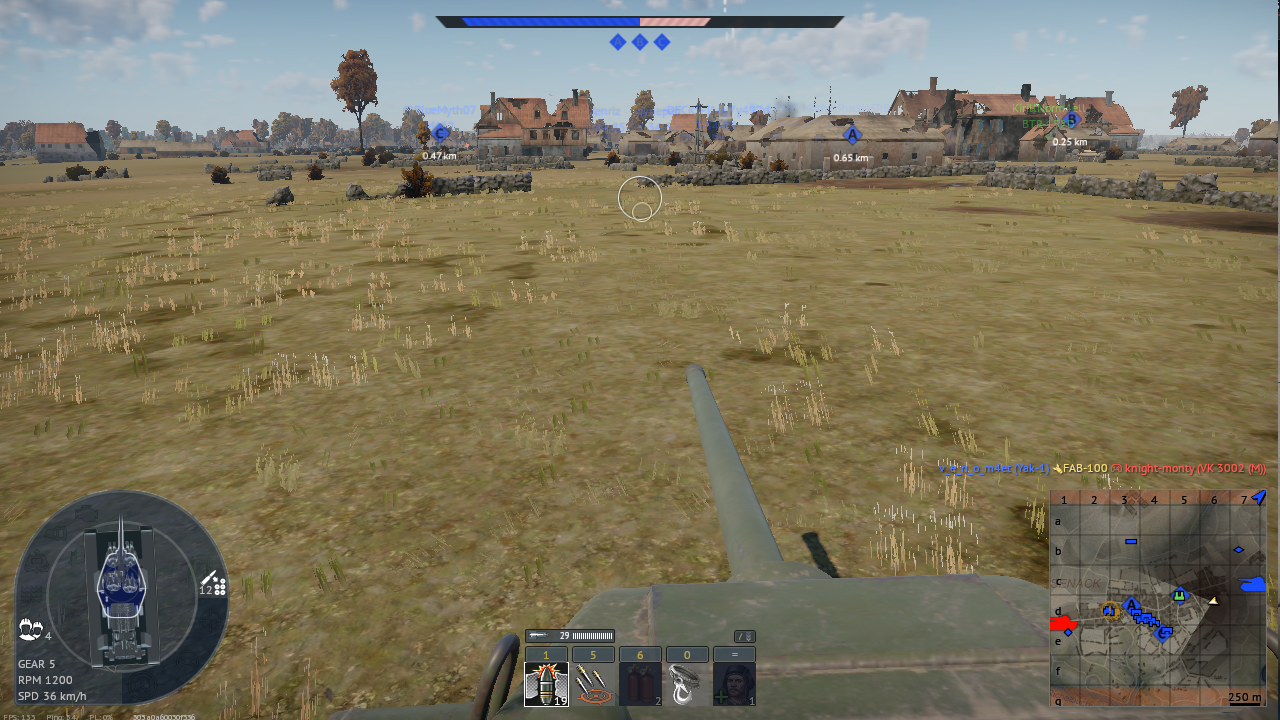 A B C
C
0.47 km
A
0.65 km
B
0.25 km
v_e_n_o_m4et (Yak-1) FAB-100 knight-monty (VK 3002 (M))
1 2 3 4 5 6 7
a
b
c
d
e
f
g
A
C
250 m
12
4
GEAR 5
RPM 1200
SPD 36 km/h
29
1 5 6 0 =
19 2 1